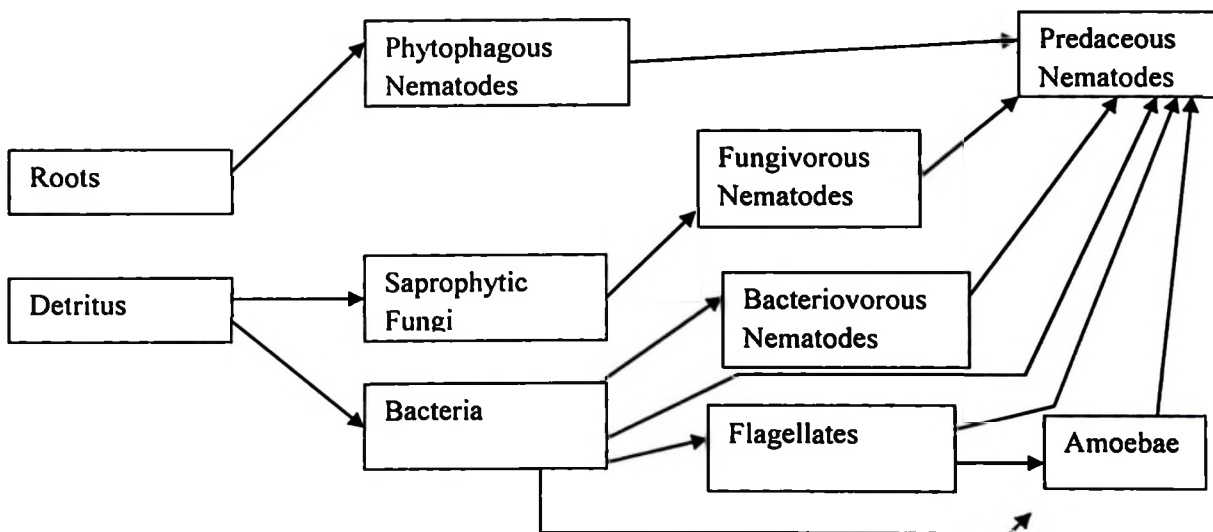 Phytophagous
Nematodes
Predaceous
Nematodes
Roots
Fungivorous
Nematodes
Detritus
Saprophytic
Fungi
Bacteriovorous
Nematodes
Bacteria
Flagellates
Amoebae